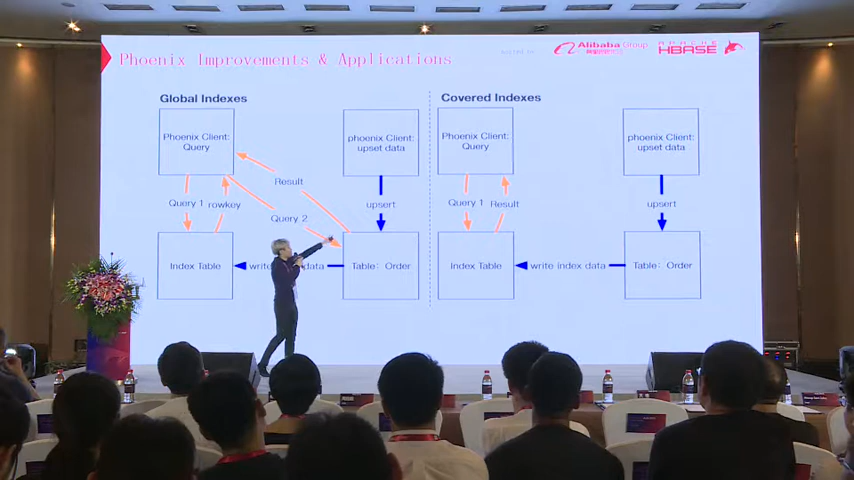 Phoenix Improvements & Applications
Alibaba Group
APACHE
HBASE
Global Indexes
Phoenix Client:
Query
phoenix Client:
upset data
Result
Query 1
rowkey
Query 2
upsert
Index Table
write
data
Table: Order
Covered Indexes
Phoenix Client:
Query
phoenix Client:
upset data
Query 1
Result
upsert
Index Table
write index data
Table: Order